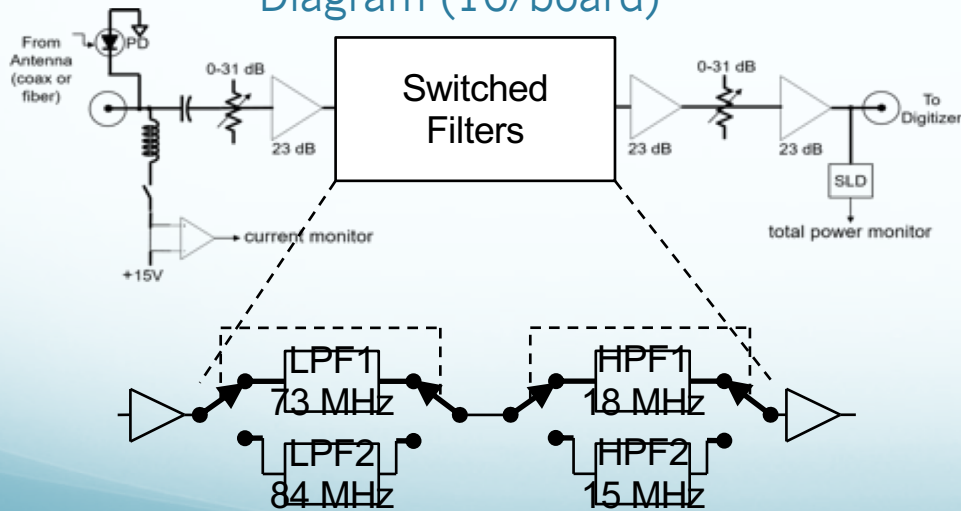 Diagram (16/board)
From
Antenna
(coax or
fiber)
PD
0-31 dB
23 dB
Switched
Filters
23 dB
0-31 dB
23 dB
To
Digitizer
SLD
total power monitor
current monitor
+15V
LPF1
73 MHz
HPF1
18 MHz
LPF2
84 MHz
HPF2
15 MHz